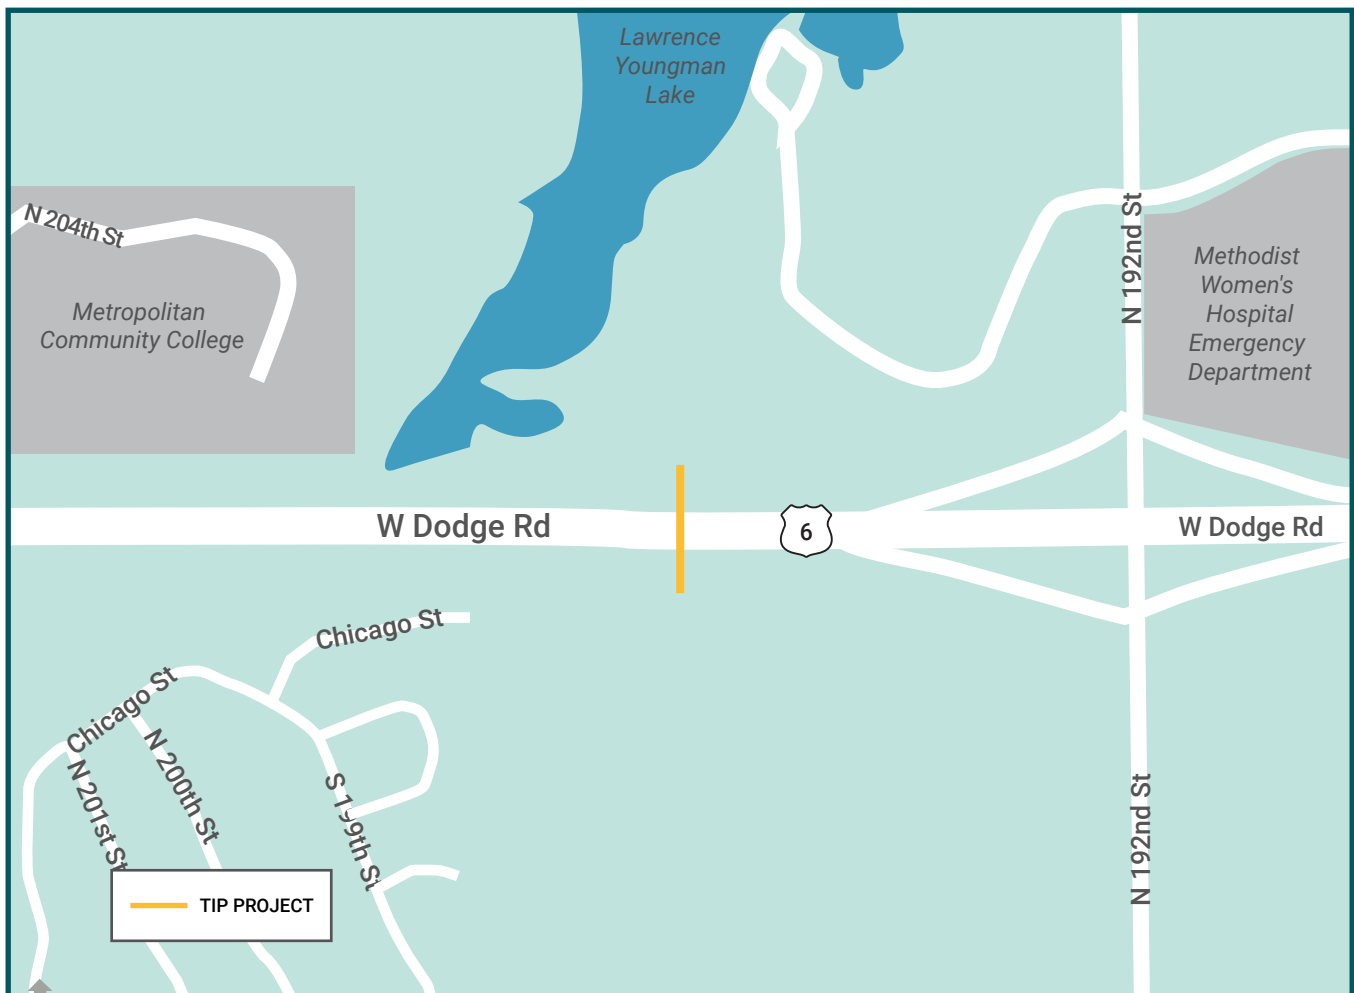 Lawrence
Youngman
Lake
N 204th St
N 192nd St
Metropolitan
Community College
Methodist
Women's
Hospital
Emergency
Department
W Dodge Rd
6
W Dodge Rd
Chicago St
Chicago St
N 200th St
N 201st St
S 199th St
N 192nd St
TIP PROJECT